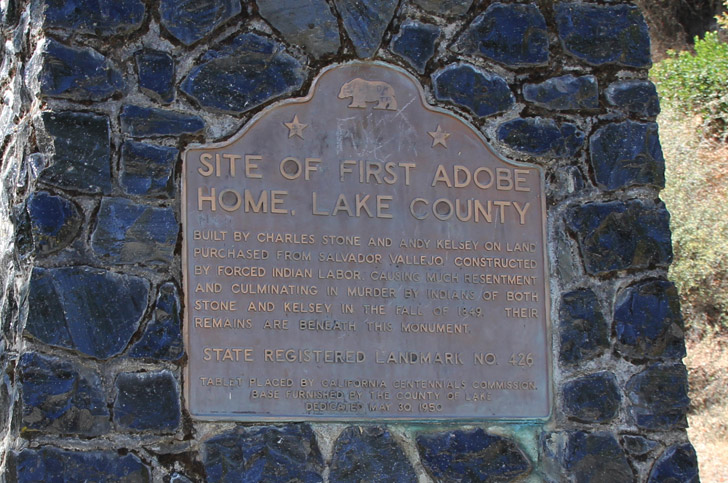 SITE OF FIRST ADOBE
HOME, LAKE COUNTY
BUILT BY CHARLES STONE AND ANDY KELSEY ON LAND
PURCHASED FROM SALVADOR VALLEJO. CONSTRUCTED
BY FORCED INDIAN LABOR, CAUSING MUCH RESENTMENT
AND CULMINATING IN MURDER BY INDIANS OF BOTH
STONE AND KELSEY IN THE FALL OF 1849. THEIR
REMAINS ARE BENEATH THIS MONUMENT.
STATE REGISTERED LANDMARK NO. 426
TABLET PLACED BY CALIFORNIA CENTENNIALS COMMISSION.
BASE FURNISHED BY THE COUNTY OF LAKE
DEDICATED MAY 30, 1950